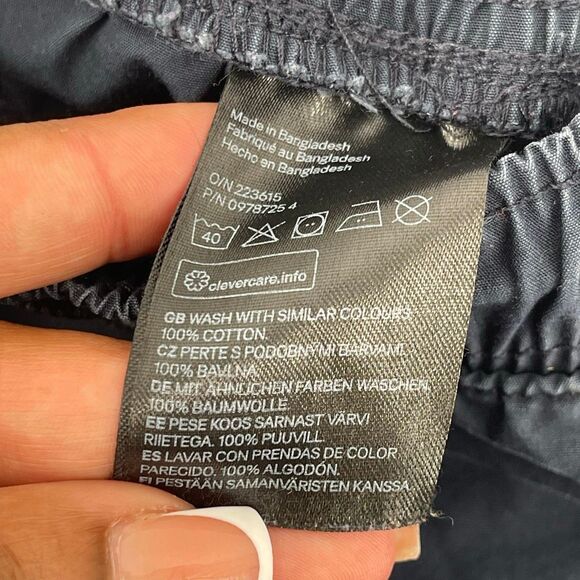 Made in Bangladesh
Fabriqué au Bangladesh
Hecho en Bangladesh
O/N 223615
P/N 0978725 4
40
clevercare.info
GB WASH WITH SIMILAR COLOURS.
100% COTTON.
CZ PERTE S PODOBNÝMI BARVAMI.
100% BAVLNA.
DE MIT ÄHNLICHEN FARBEN WASCHEN.
100% BAUMWOLLE
EE PESE KOOS SARNAST VÄRVI
RIIETEGA. 100% PUUVILL.
ES LAVAR CON PRENDAS DE COLOR
PARECIDO. 100% ALGODÓN.
FI PESTÄÄN SAMANVÄRISTEN KANSSA.